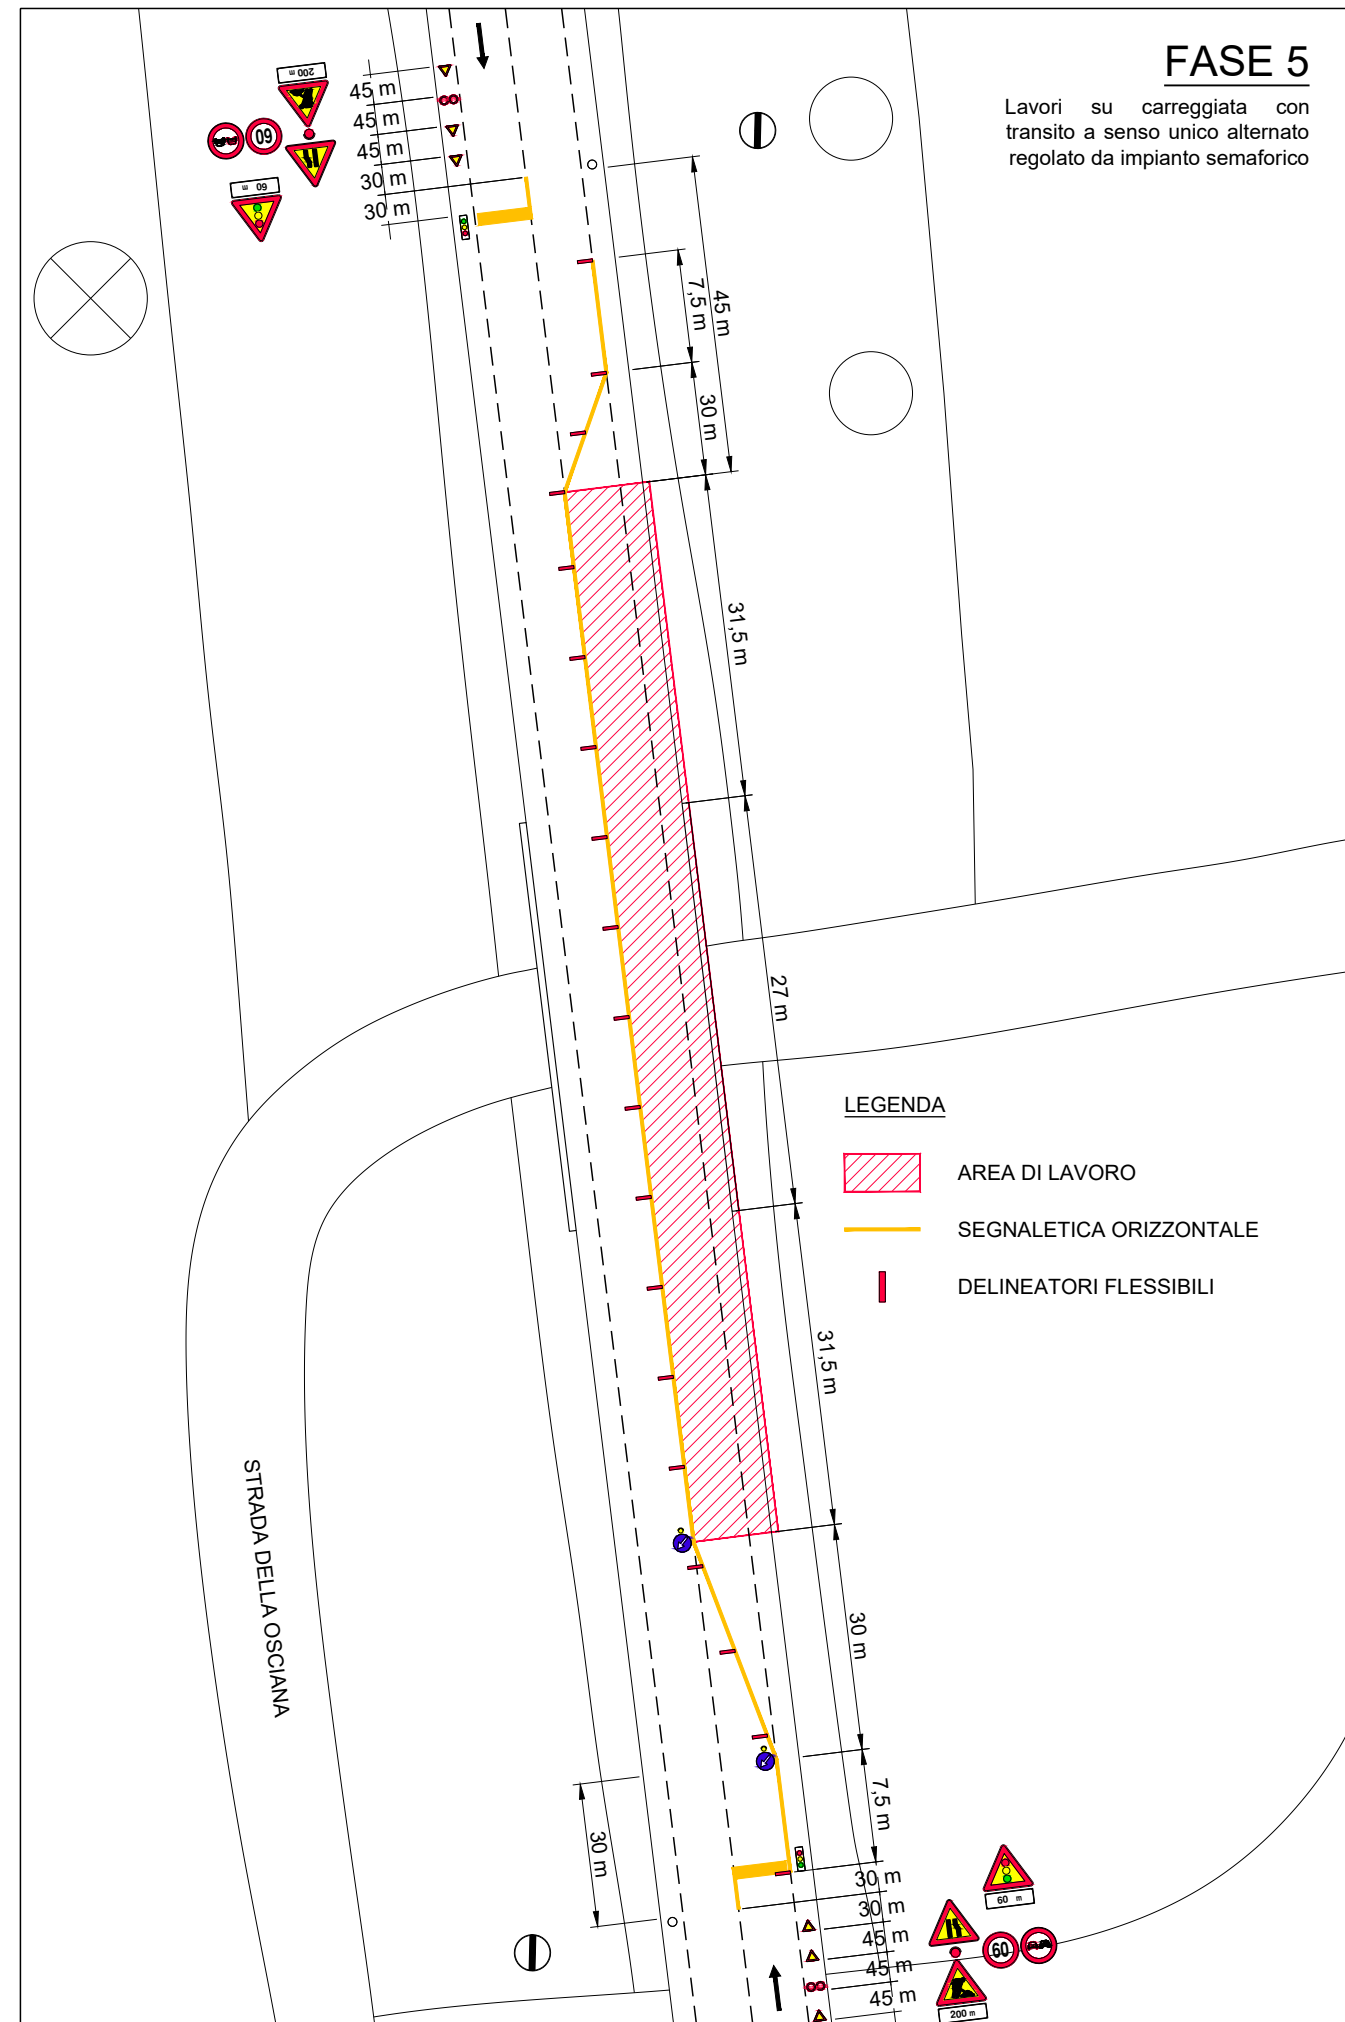 FASE 5
Lavori su carreggiata con
transito a senso unico alternato
regolato da impianto semaforico
200 m
60
60 m
45 m
45 m
45 m
30 m
30 m
45 m
7,5 m
30 m
31,5 m
27 m
LEGENDA
AREA DI LAVORO
SEGNALETICA ORIZZONTALE
DELINEATORI FLESSIBILI
31,5 m
STRADA DELLA OSCIANA
30 m
7,5 m
30 m
30 m
30 m
45 m
45 m
45 m
60 m
60
200 m